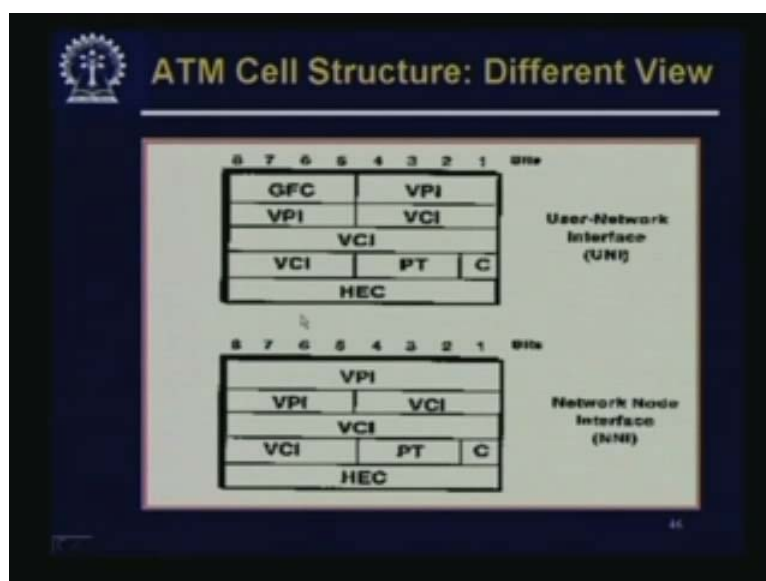 ATM Cell Structure: Different View
8 7 6 5 4 3 2 1 Bits
GFC VPI
VPI VCI
VCI
VCI PT C
HEC
User-Network
Interface
(UNI)
8 7 6 5 4 3 2 1 Bits
VPI
VPI VCI
VCI
VCI PT C
HEC
Network Node
Interface
(NNI)
46